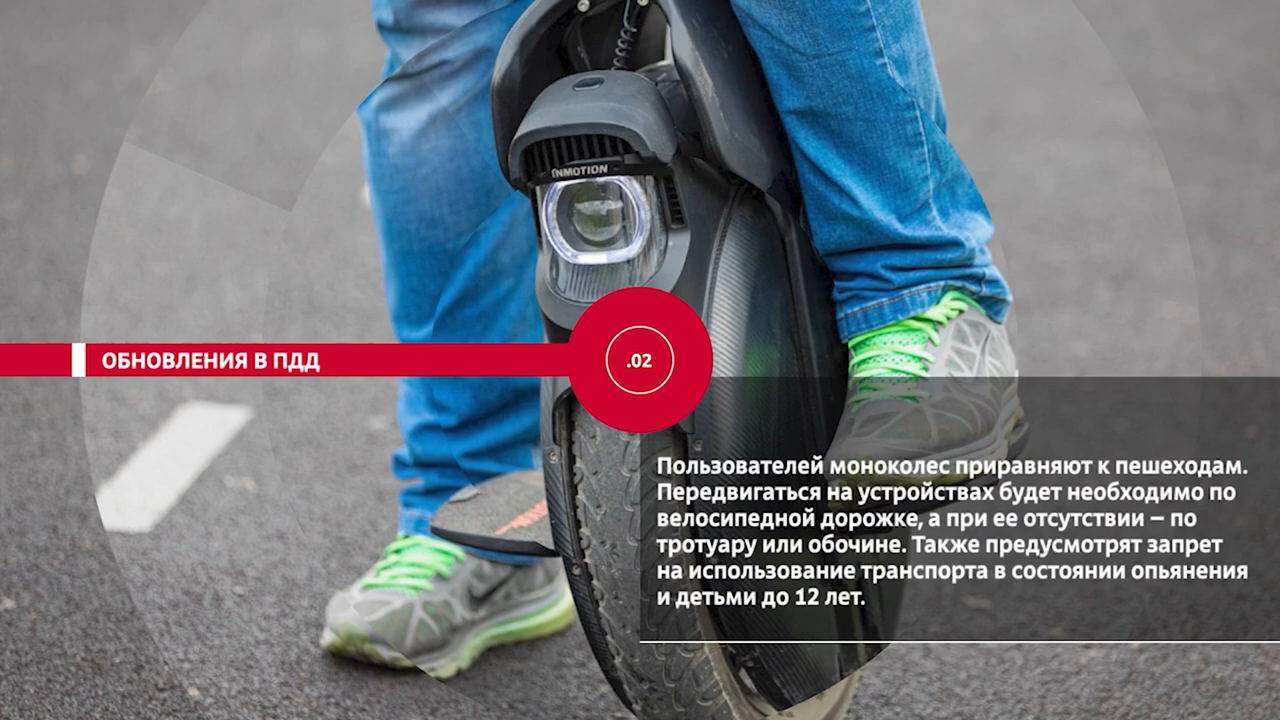 INMOTION
ОБНОВЛЕНИЯ В ПДД
.02
Пользователей моноколес приравняют к пешеходам.
Передвигаться на устройствах будет необходимо по
велосипедной дорожке, а при ее отсутствии – по
тротуару или обочине. Также предусмотрят запрет
на использование транспорта в состоянии опьянения
и детьми до 12 лет.